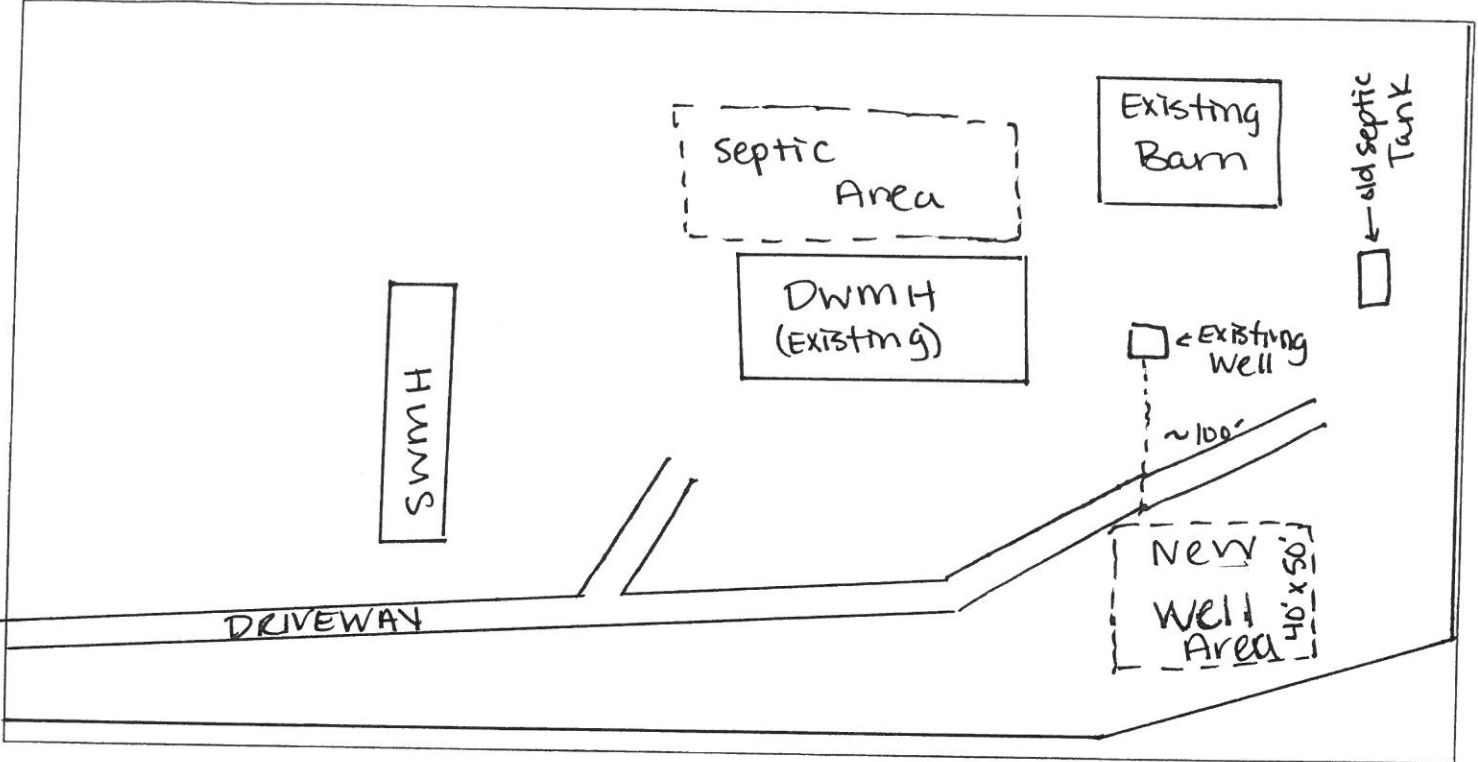 septic
Area
Existing
Barn
← old septic
Tank
DWMH
(Existing)
← Existing
Well
SWMH
~100'
New
Well
Area
40' x 50'
DRIVEWAY